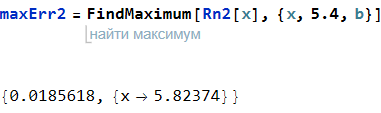 maxErr2 = FindMaximum[Rn2[x], {x, 5.4, b}]
найти максимум
{0.0185618, {x → 5.82374}}